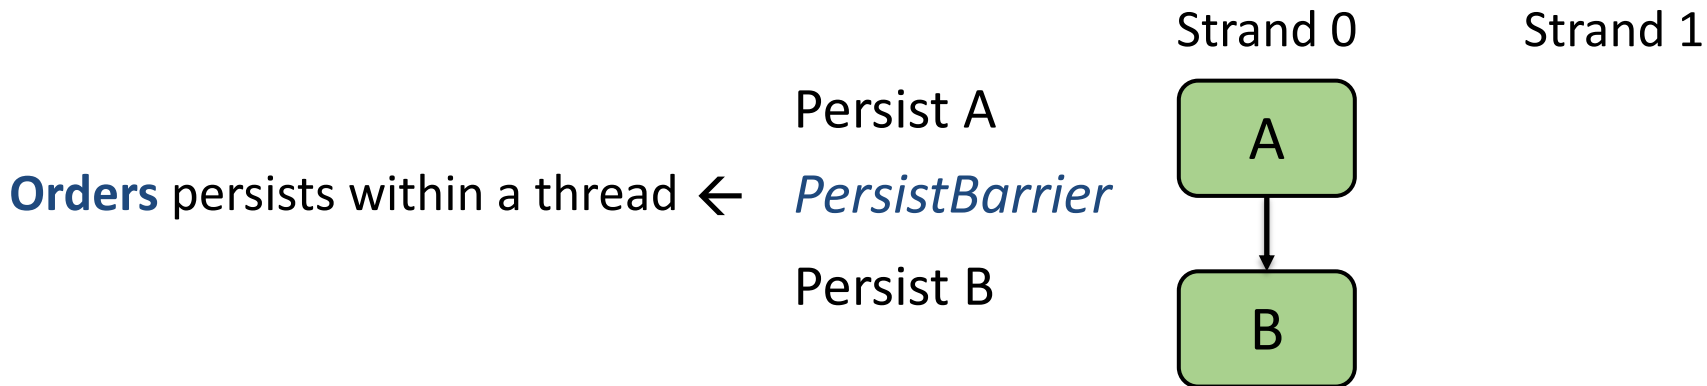 Strand 0 Strand 1
Persist A
A
Orders persists within a thread ← PersistBarrier
Persist B
B